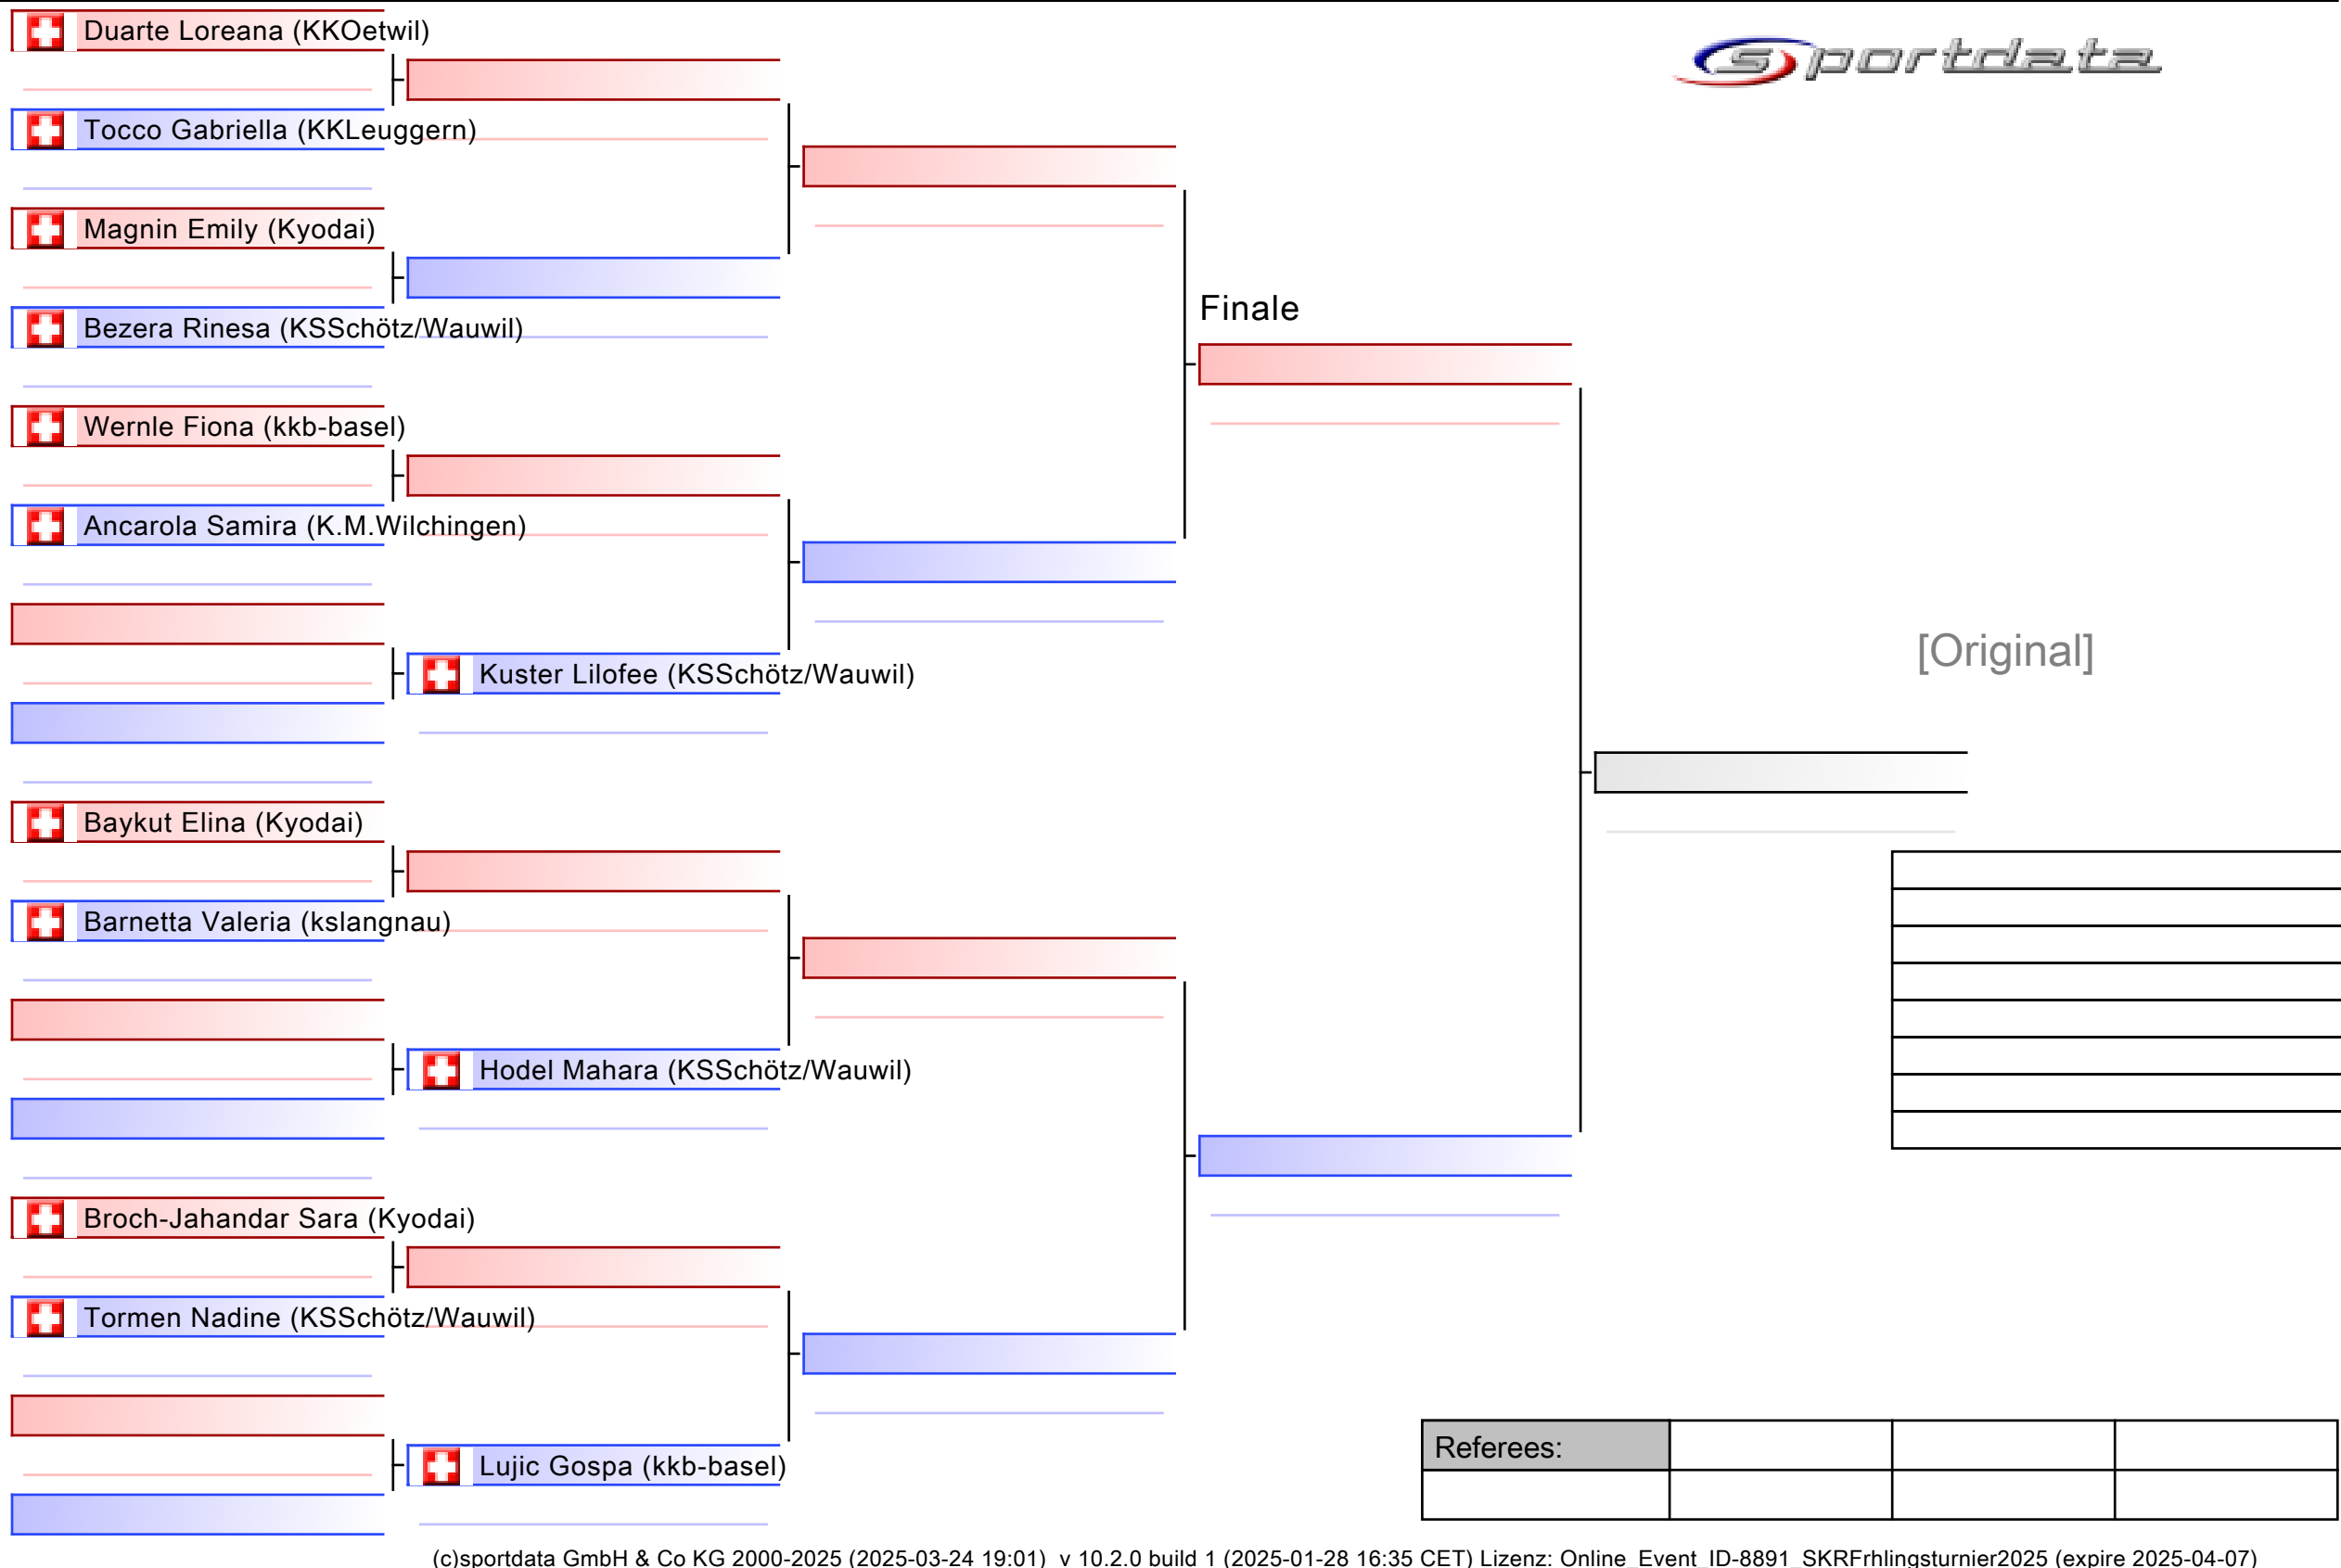 Duarte Loreana (KKOetwil)
sportdata
Tocco Gabriella (KKLeuggern)
Magnin Emily (Kyodai)
Finale
Bezera Rinesa (KSSchötz/Wauwil)
Wernle Fiona (kkb-basel)
Ancarola Samira (K.M.Wilchingen)
[Original]
Kuster Lilofee (KSSchötz/Wauwil)
Baykut Elina (Kyodai)
Barnetta Valeria (kslangnau)
Hodel Mahara (KSSchötz/Wauwil)
Broch-Jahandar Sara (Kyodai)
Tormen Nadine (KSSchötz/Wauwil)
Referees:
Lujic Gospa (kkb-basel)
(c)sportdata GmbH & Co KG 2000-2025 (2025-03-24 19:01) v 10.2.0 build 1 (2025-01-28 16:35 CET) Lizenz: Online_Event_ID-8891_SKRFrhlingsturnier2025 (expire 2025-04-07)